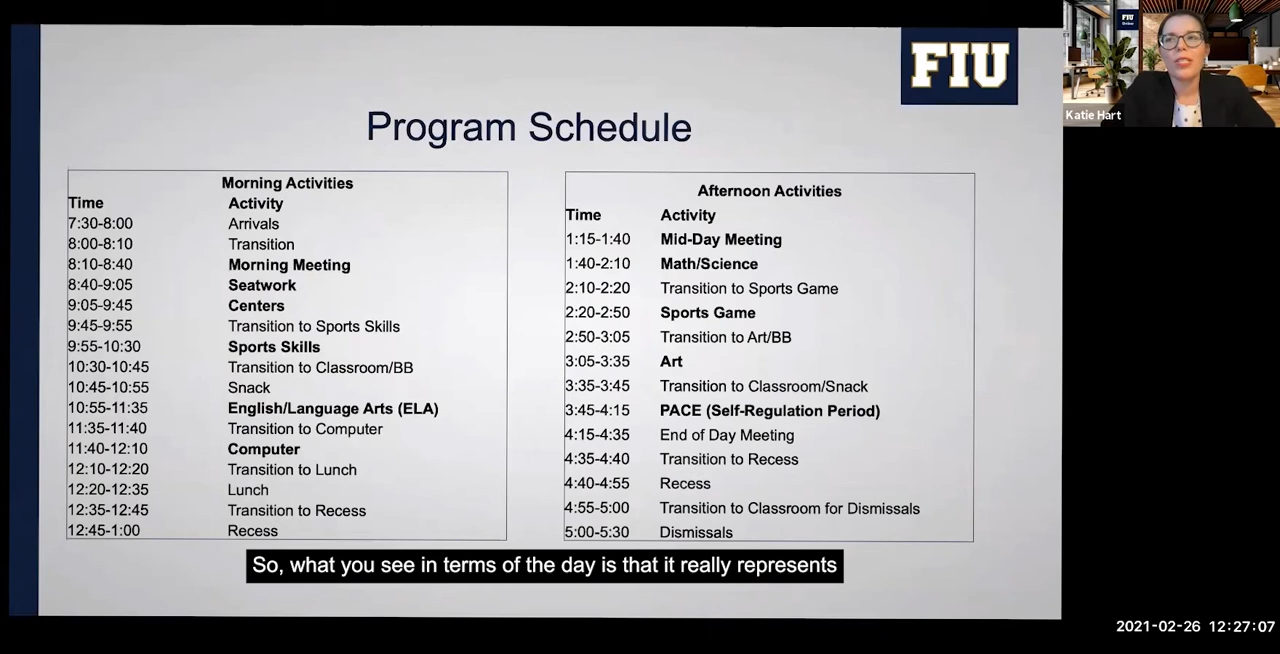 FIU
Program Schedule
Morning Activities
Time Activity
7:30-8:00 Arrivals
8:00-8:10 Transition
8:10-8:40 Morning Meeting
8:40-9:05 Seatwork
9:05-9:45 Centers
9:45-9:55 Transition to Sports Skills
9:55-10:30 Sports Skills
10:30-10:45 Transition to Classroom/BB
10:45-10:55 Snack
10:55-11:35 English/Language Arts (ELA)
11:35-11:40 Transition to Computer
11:40-12:10 Computer
12:10-12:20 Transition to Lunch
12:20-12:35 Lunch
12:35-12:45 Transition to Recess
12:45-1:00 Recess
Afternoon Activities
Time Activity
1:15-1:40 Mid-Day Meeting
1:40-2:10 Math/Science
2:10-2:20 Transition to Sports Game
2:20-2:50 Sports Game
2:50-3:05 Transition to Art/BB
3:05-3:35 Art
3:35-3:45 Transition to Classroom/Snack
3:45-4:15 PACE (Self-Regulation Period)
4:15-4:35 End of Day Meeting
4:35-4:40 Transition to Recess
4:40-4:55 Recess
4:55-5:00 Transition to Classroom for Dismissals
5:00-5:30 Dismissals
So, what you see in terms of the day is that it really represents
FIU
Online
Katie Hart
2021-02-26 12:27:07